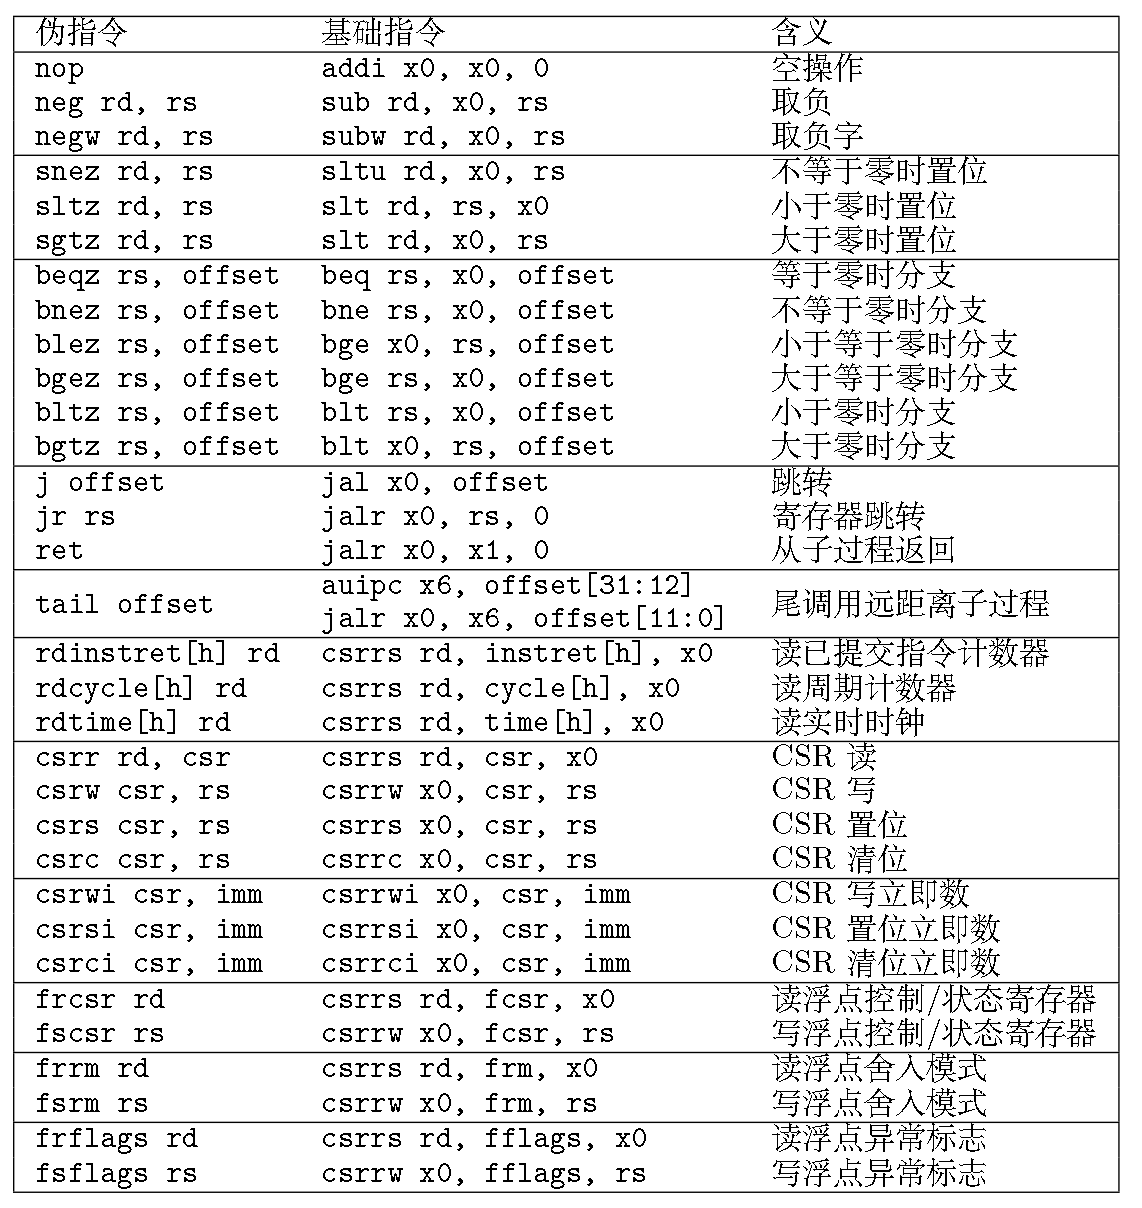 伪指令 基础指令 含义
nop addi x0, x0, 0 空操作
neg rd, rs sub rd, x0, rs 取负
negw rd, rs subw rd, x0, rs 取负字
snez rd, rs sltu rd, x0, rs 不等于零时置位
sltz rd, rs slt rd, rs, x0 小于零时置位
sgtz rd, rs slt rd, x0, rs 大于零时置位
beqz rs, offset beq rs, x0, offset 等于零时分支
bnez rs, offset bne rs, x0, offset 不等于零时分支
blez rs, offset bge x0, rs, offset 小于等于零时分支
bgez rs, offset bge rs, x0, offset 大于等于零时分支
bltz rs, offset blt rs, x0, offset 小于零时分支
bgtz rs, offset blt x0, rs, offset 大于零时分支
j offset jal x0, offset 跳转
jr rs jalr x0, rs, 0 寄存器跳转
ret jalr x0, x1, 0 从子过程返回
tail offset auipc x6, offset[31:12] 尾调用远距离子过程
jalr x0, x6, offset[11:0]
rdinstret[h] rd csrrs rd, instret[h], x0 读已提交指令计数器
rdcycle[h] rd csrrs rd, cycle[h], x0 读周期计数器
rdtime[h] rd csrrs rd, time[h], x0 读实时时钟
csrr rd, csr csrrs rd, csr, x0 CSR 读
csrw csr, rs csrrw x0, csr, rs CSR 写
csrs csr, rs csrrs x0, csr, rs CSR 置位
csrc csr, rs csrrc x0, csr, rs CSR 清位
csrwi csr, imm csrrwi x0, csr, imm CSR 写立即数
csrsi csr, imm csrrsi x0, csr, imm CSR 置位立即数
csrci csr, imm csrrci x0, csr, imm CSR 清位立即数
frcsr rd csrrs rd, fcsr, x0 读浮点控制/状态寄存器
fscsr rs csrrw x0, fcsr, rs 写浮点控制/状态寄存器
frrm rd csrrs rd, frm, x0 读浮点舍入模式
fsrm rs csrrw x0, frm, rs 写浮点舍入模式
frflags rd csrrs rd, fflags, x0 读浮点异常标志
fsflags rs csrrw x0, fflags, rs 写浮点异常标志